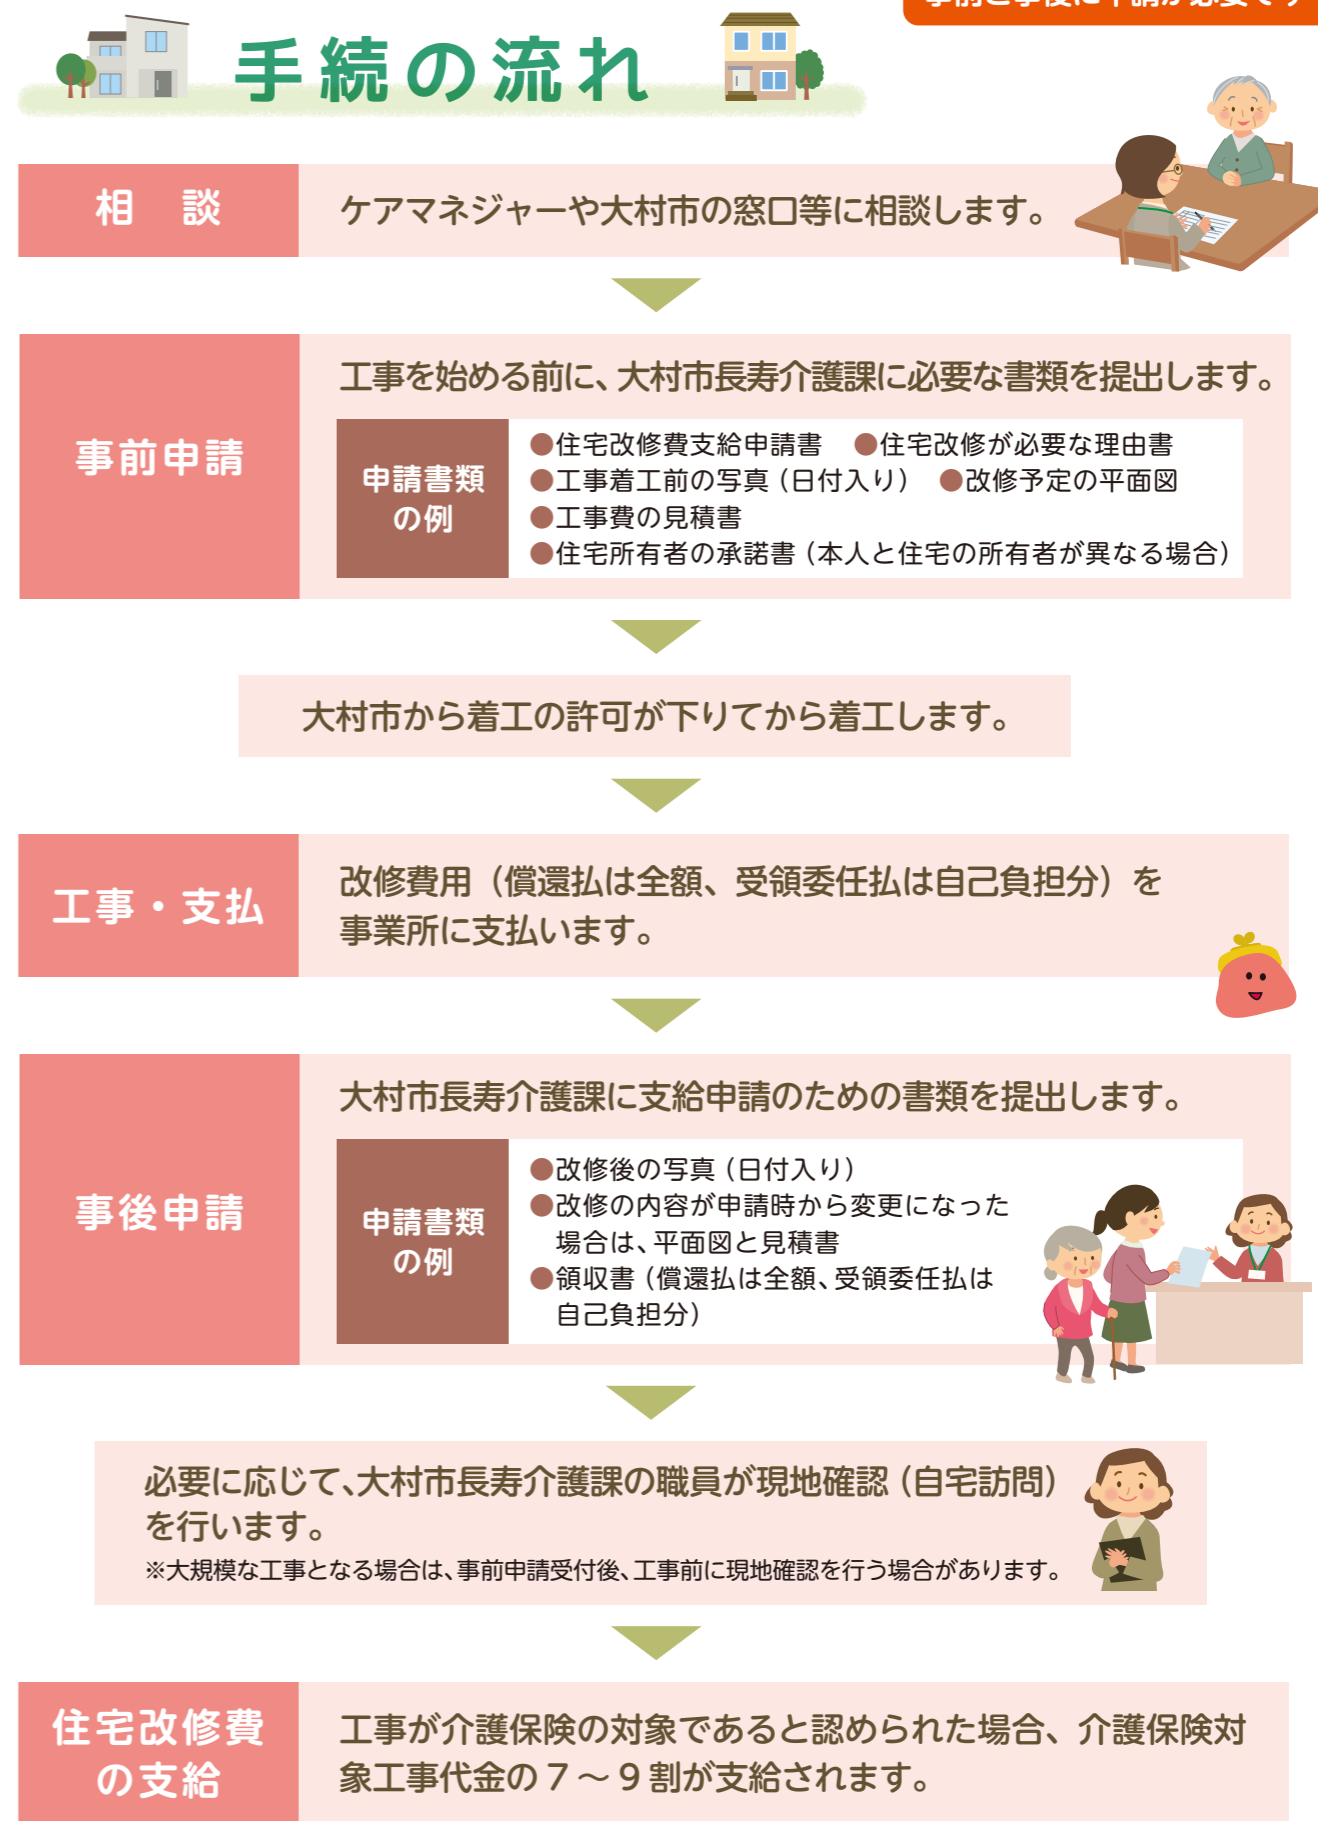 事前と事後に申請が必要です
手続の流れ
相　談
ケアマネジャーや大村市の窓口等に相談します。
事前申請
工事を始める前に、大村市長寿介護課に必要な書類を提出します。
申請書類
の例
●住宅改修費支給申請書　●住宅改修が必要な理由書
●工事着工前の写真（日付入り）　●改修予定の平面図
●工事費の見積書
●住宅所有者の承諾書（本人と住宅の所有者が異なる場合）
大村市から着工の許可が下りてから着工します。
工事・支払
改修費用（償還払は全額、受領委任払は自己負担分）を
事業所に支払います。
事後申請
大村市長寿介護課に支給申請のための書類を提出します。
申請書類
の例
●改修後の写真（日付入り）
●改修の内容が申請時から変更になった
場合は、平面図と見積書
●領収書（償還払は全額、受領委任払は
自己負担分）
必要に応じて、大村市長寿介護課の職員が現地確認（自宅訪問）
を行います。
※大規模な工事となる場合は、事前申請受付後、工事前に現地確認を行う場合があります。
住宅改修費
の支給
工事が介護保険の対象であると認められた場合、介護保険対
象工事代金の７～９割が支給されます。